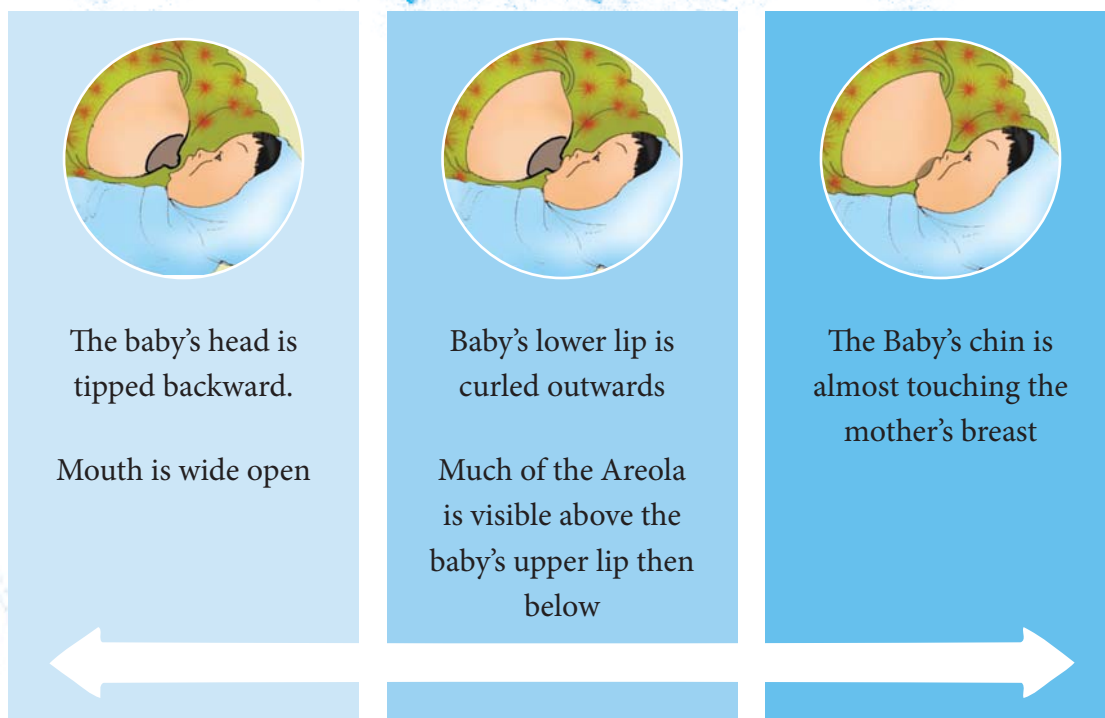 The baby’s head is
tipped backward.
Mouth is wide open
Baby’s lower lip is
curled outwards
Much of the Areola
is visible above the
baby’s upper lip then
below
The Baby’s chin is
almost touching the
mother’s breast